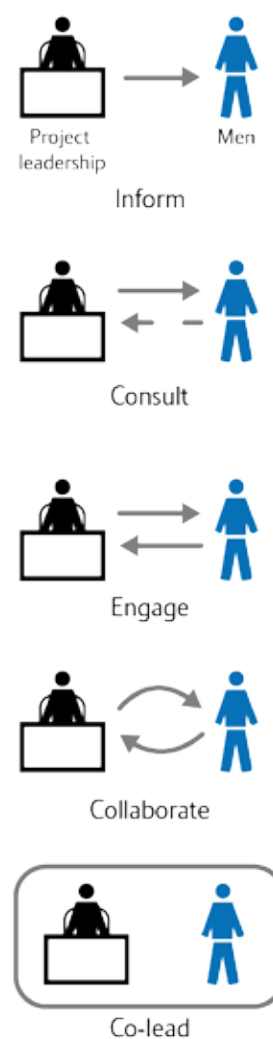 Project
leadership
Men
Inform
Consult
Engage
Collaborate
Co-lead